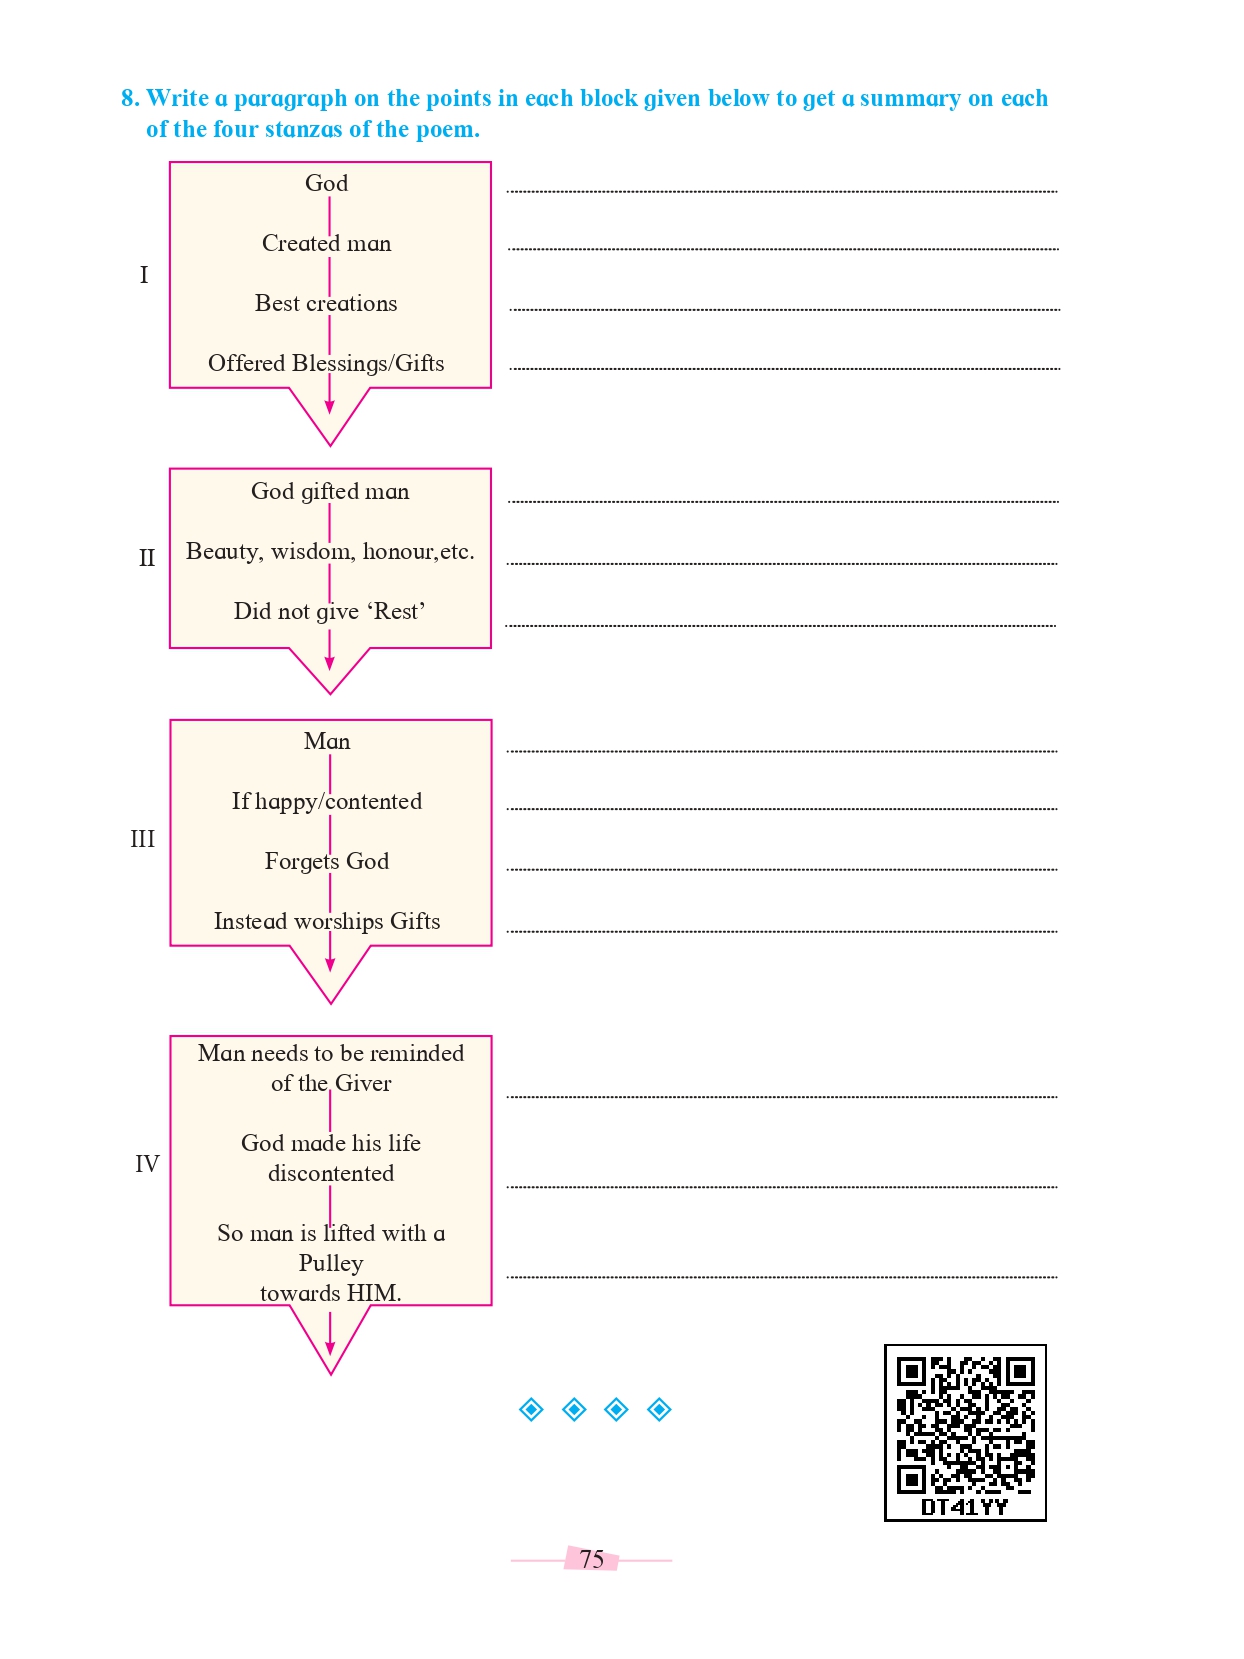 8. Write a paragraph on the points in each block given below to get a summary on each
of the four stanzas of the poem.
I
God
Created man
Best creations
Offered Blessings/Gifts
II
God gifted man
Beauty, wisdom, honour,etc.
Did not give ‘Rest’
III
Man
If happy/contented
Forgets God
Instead worships Gifts
IV
Man needs to be reminded
of the Giver
God made his life
discontented
So man is lifted with a
Pulley
towards HIM.
DT41YY
75